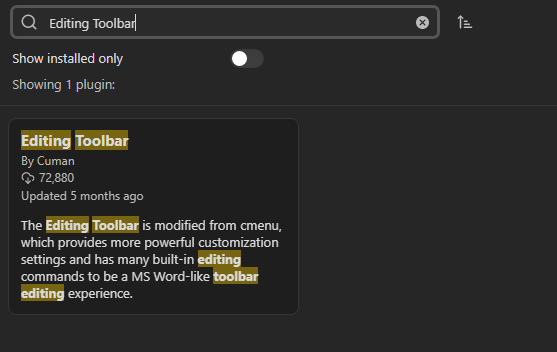 Editing Toolbar
Show installed only
Showing 1 plugin:
Editing Toolbar
By Cuman
72,880
Updated 5 months ago
The Editing Toolbar is modified from cmenu,
which provides more powerful customization
settings and has many built-in editing
commands to be a MS Word-like toolbar
editing experience.